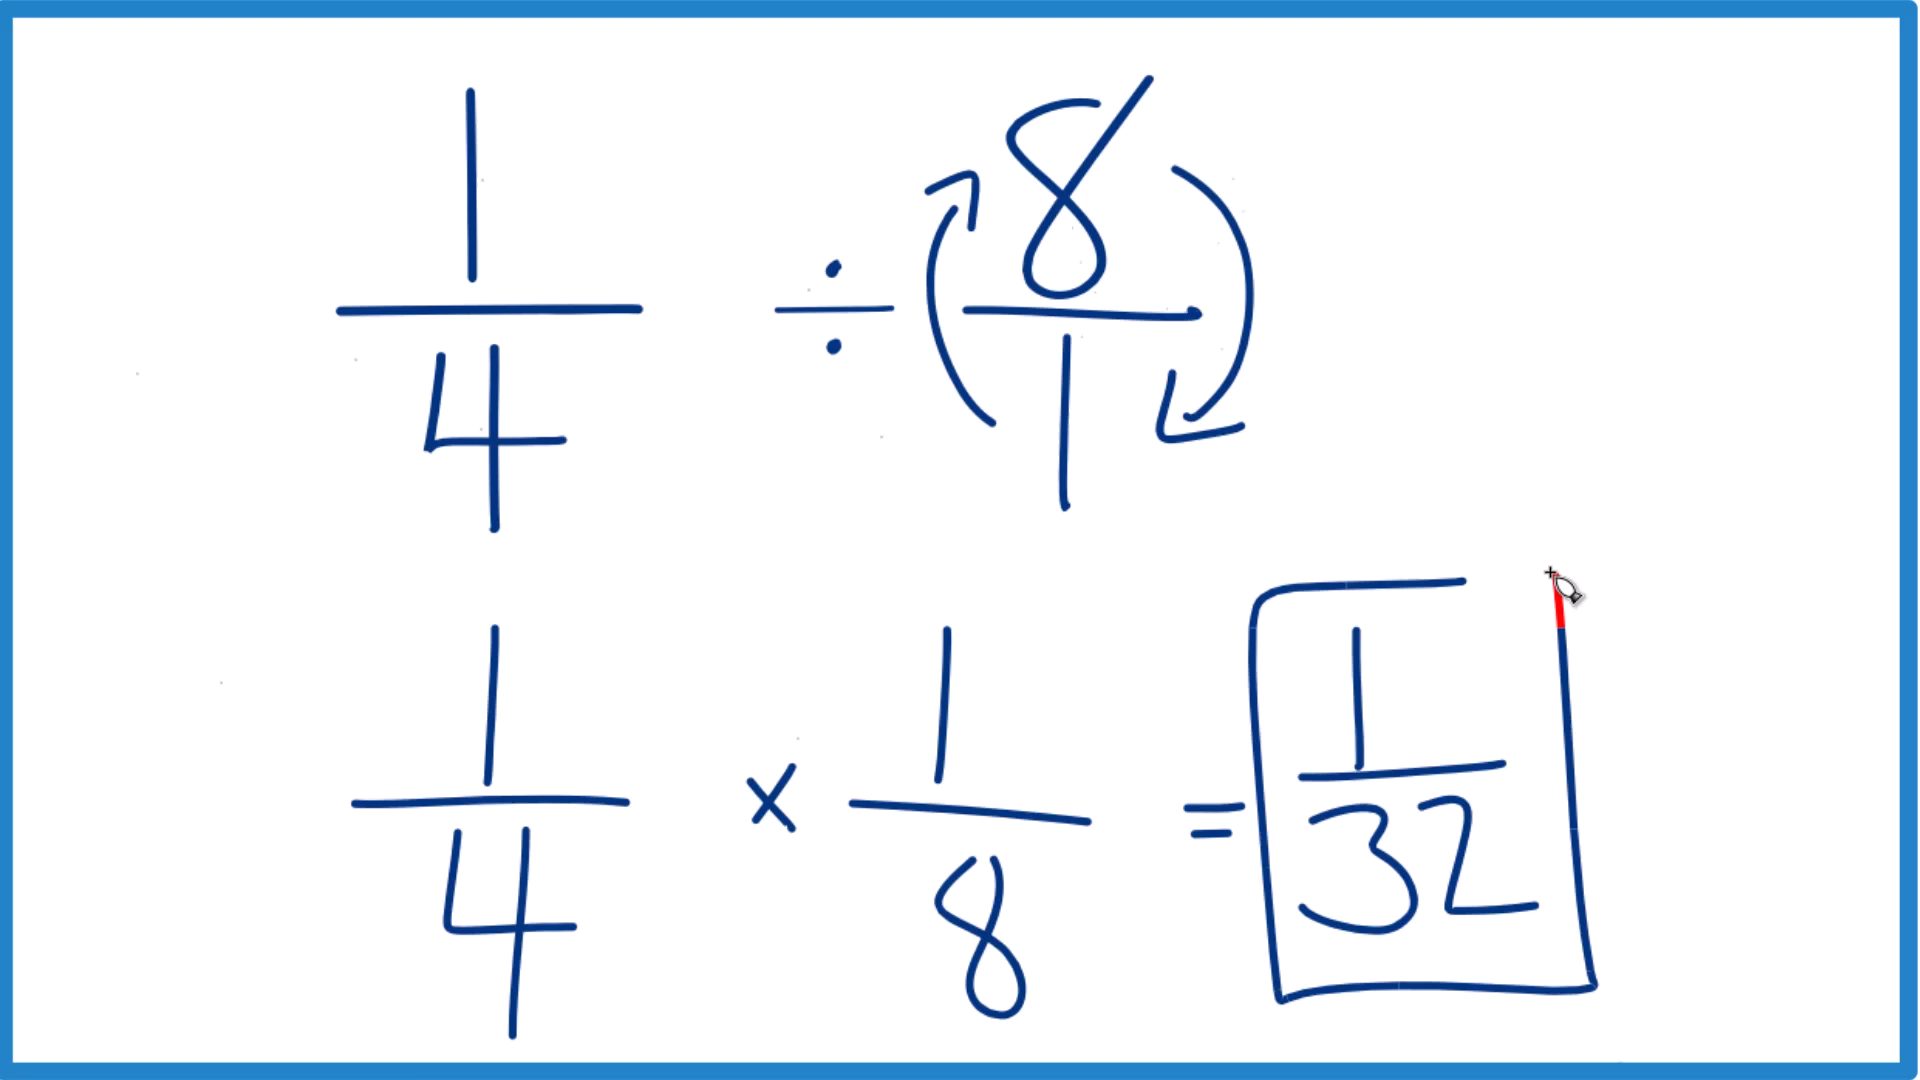 1/4 ÷ 8/1
1/4 × 1/8 = 1/32